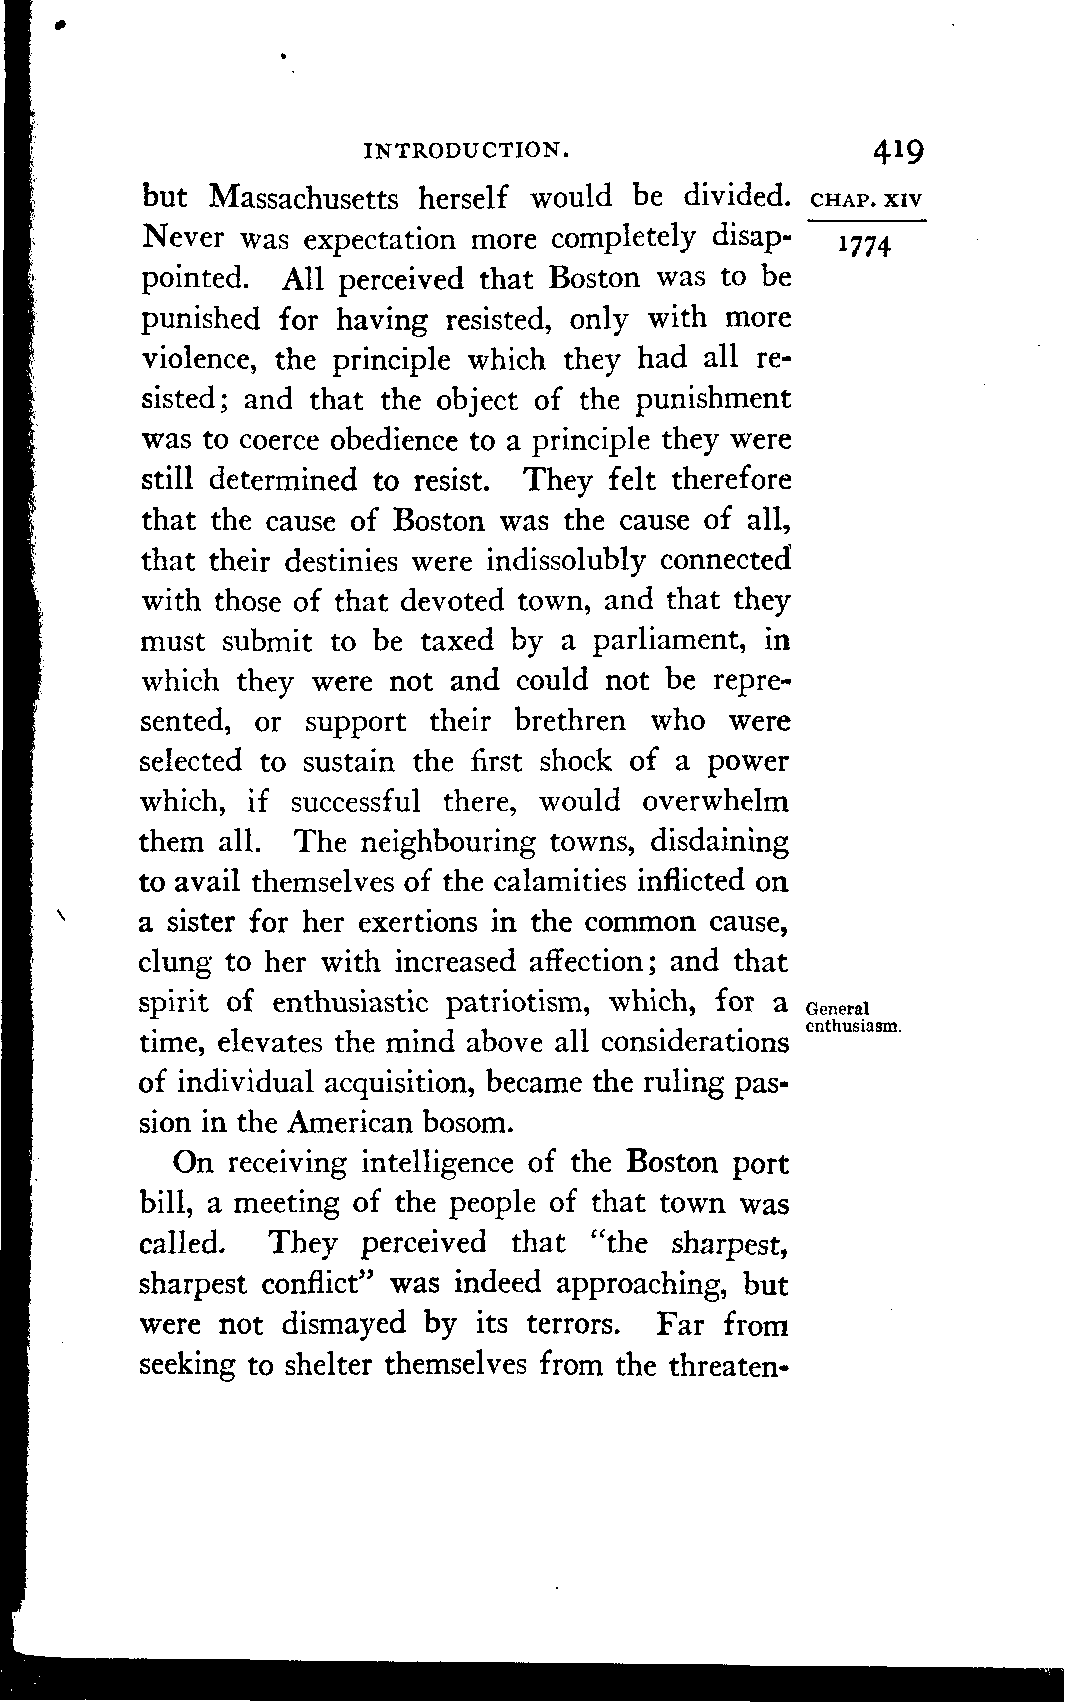 INTRODUCTION. 419
but Massachusetts herself would be divided. CHAP. XIV
Never was expectation more completely disap- 1774
pointed. All perceived that Boston was to be
punished for having resisted, only with more
violence, the principle which they had all re-
sisted; and that the object of the punishment
was to coerce obedience to a principle they were
still determined to resist. They felt therefore
that the cause of Boston was the cause of all,
that their destinies were indissolubly connected
with those of that devoted town, and that they
must submit to be taxed by a parliament, in
which they were not and could not be repre-
sented, or support their brethren who were
selected to sustain the first shock of a power
which, if successful there, would overwhelm
them all. The neighbouring towns, disdaining
to avail themselves of the calamities inflicted on
a sister for her exertions in the common cause,
clung to her with increased affection; and that
spirit of enthusiastic patriotism, which, for a General
time, elevates the mind above all considerations enthusiasm.
of individual acquisition, became the ruling pas-
sion in the American bosom.
On receiving intelligence of the Boston port
bill, a meeting of the people of that town was
called. They perceived that “the sharpest,
sharpest conflict” was indeed approaching, but
were not dismayed by its terrors. Far from
seeking to shelter themselves from the threaten-